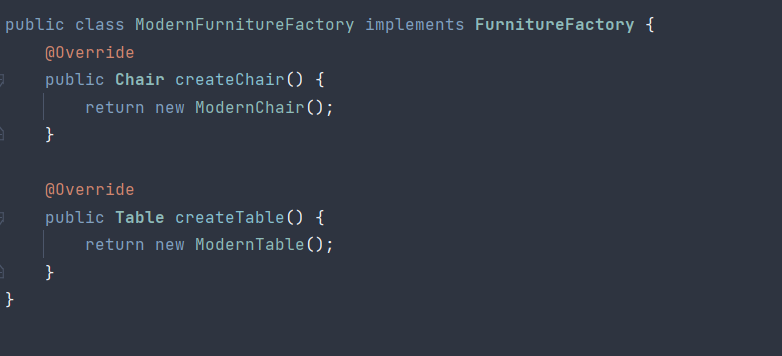 public class ModernFurnitureFactory implements FurnitureFactory {
    @Override
    public Chair createChair() {
        return new ModernChair();
    }

    @Override
    public Table createTable() {
        return new ModernTable();
    }
}